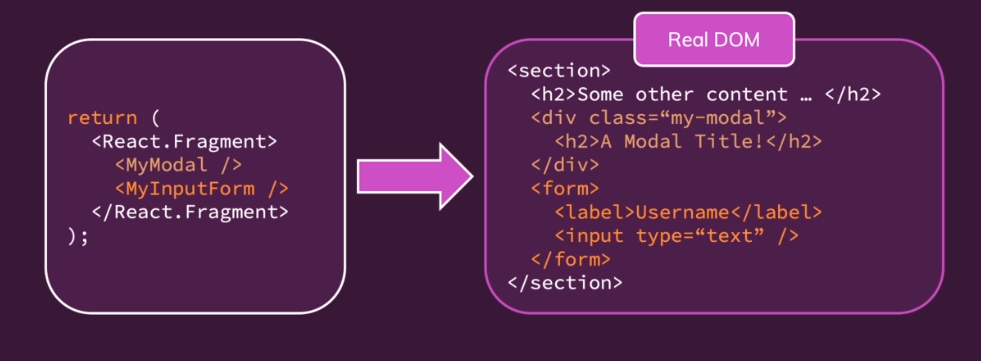 return (
<React.Fragment>
<MyModal />
<MyInputForm />
</React.Fragment>
);
Real DOM
<section>
<h2>Some other content … </h2>
<div class=“my-modal”>
<h2>A Modal Title!</h2>
</div>
<form>
<label>Username</label>
<input type=“text” />
</form>
</section>